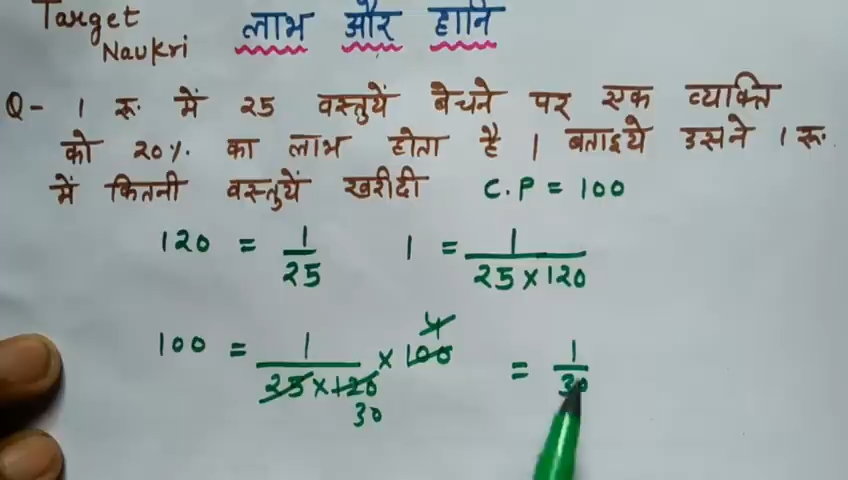 Target
Naukri
लाभ और हानि
Q- 1 रू. में 25 वस्तुयें बेचने पर एक व्याक्ति
को 20%. का लाभ होता है । बताइये उसने 1 रू.
में कितनी वस्तुयें खरीदी C.P = 100
120 = 1/25 1 = 1/25×120
100 = 1/25×120 × 100 = 1/30
4
30